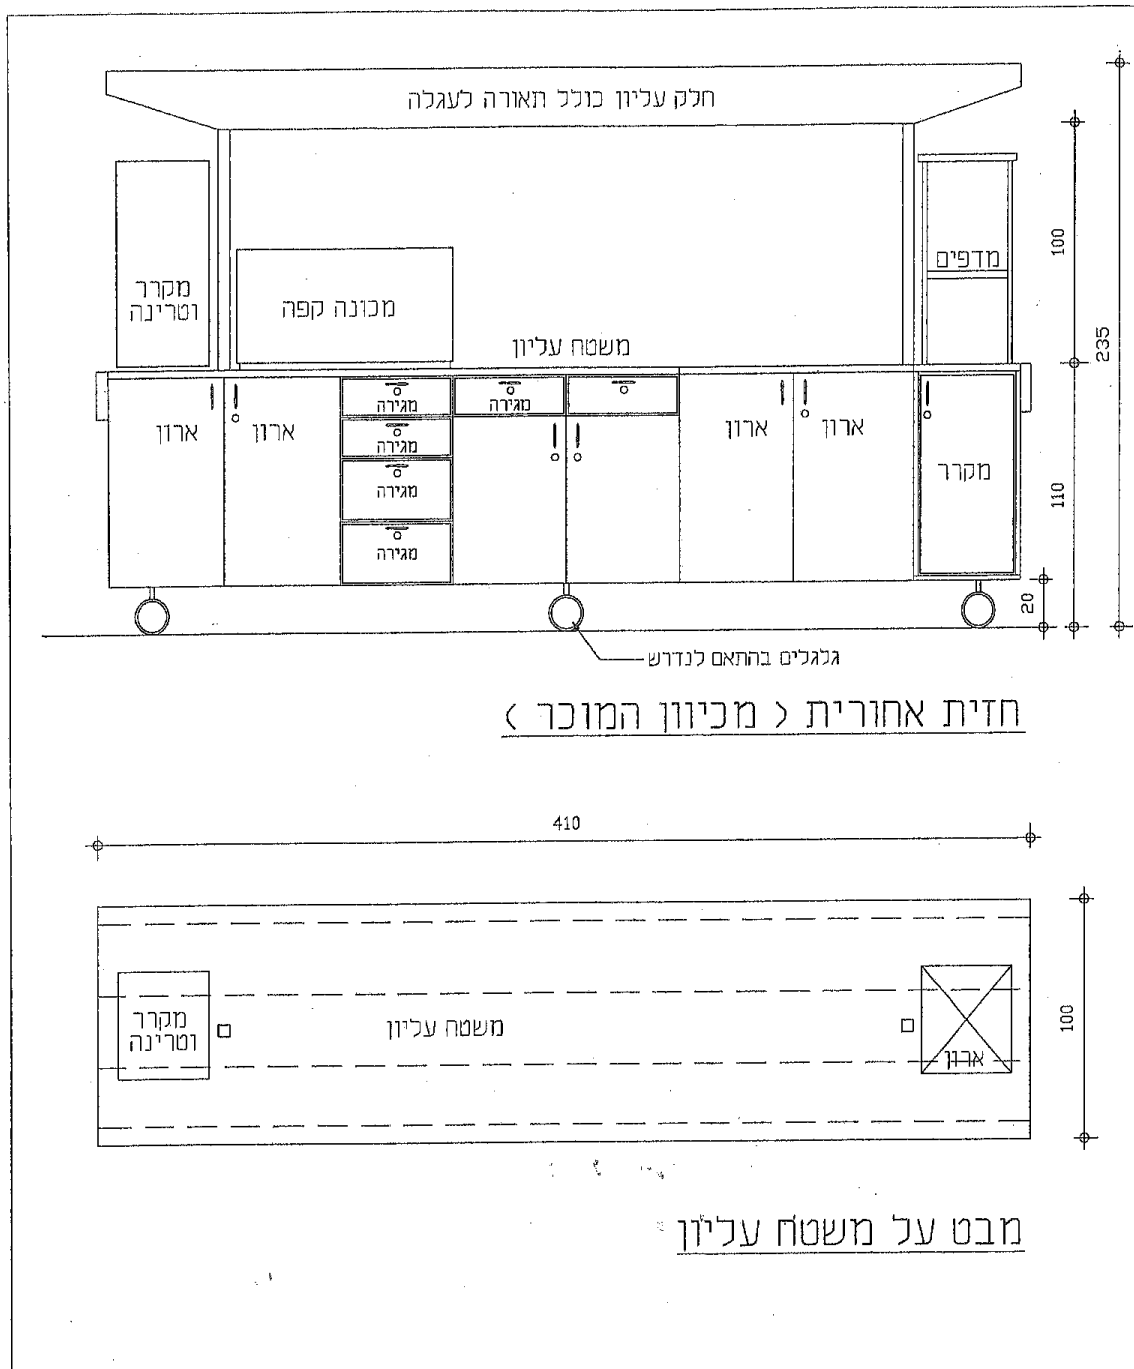 חלק עליון כולל תאורה לעגלה
מקרר
וטרינה
מכונה קפה
משטח עליון
מדפים
100
235
ארון
ארון
מגירה
מגירה
מגירה
מגירה
מגירה
ארון
ארון
מקרר
110
20
גלגלים בהתאם לנדרש
חזית אחורית < מכיוון המוכר >
410
מקרר
וטרינה
משטח עליון
ארון
100
מבט על משטח עליון